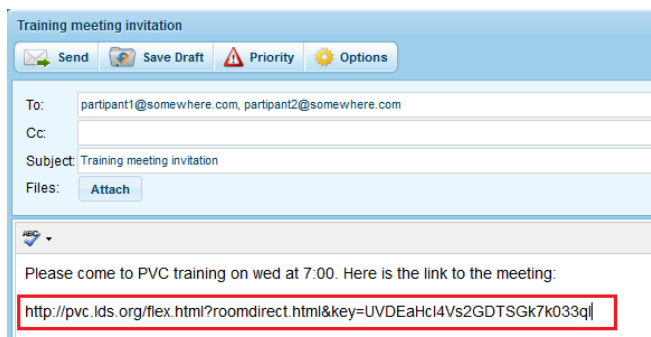 Training meeting invitation
Send Save Draft Priority Options
To: partipant1@somewhere.com, partipant2@somewhere.com
Cc:
Subject: Training meeting invitation
Files: Attach
ABC
Please come to PVC training on wed at 7:00. Here is the link to the meeting:
http://pvc.lds.org/flex.html?roomdirect.html&key=UVDEaHcI4Vs2GDTSGk7k033ql